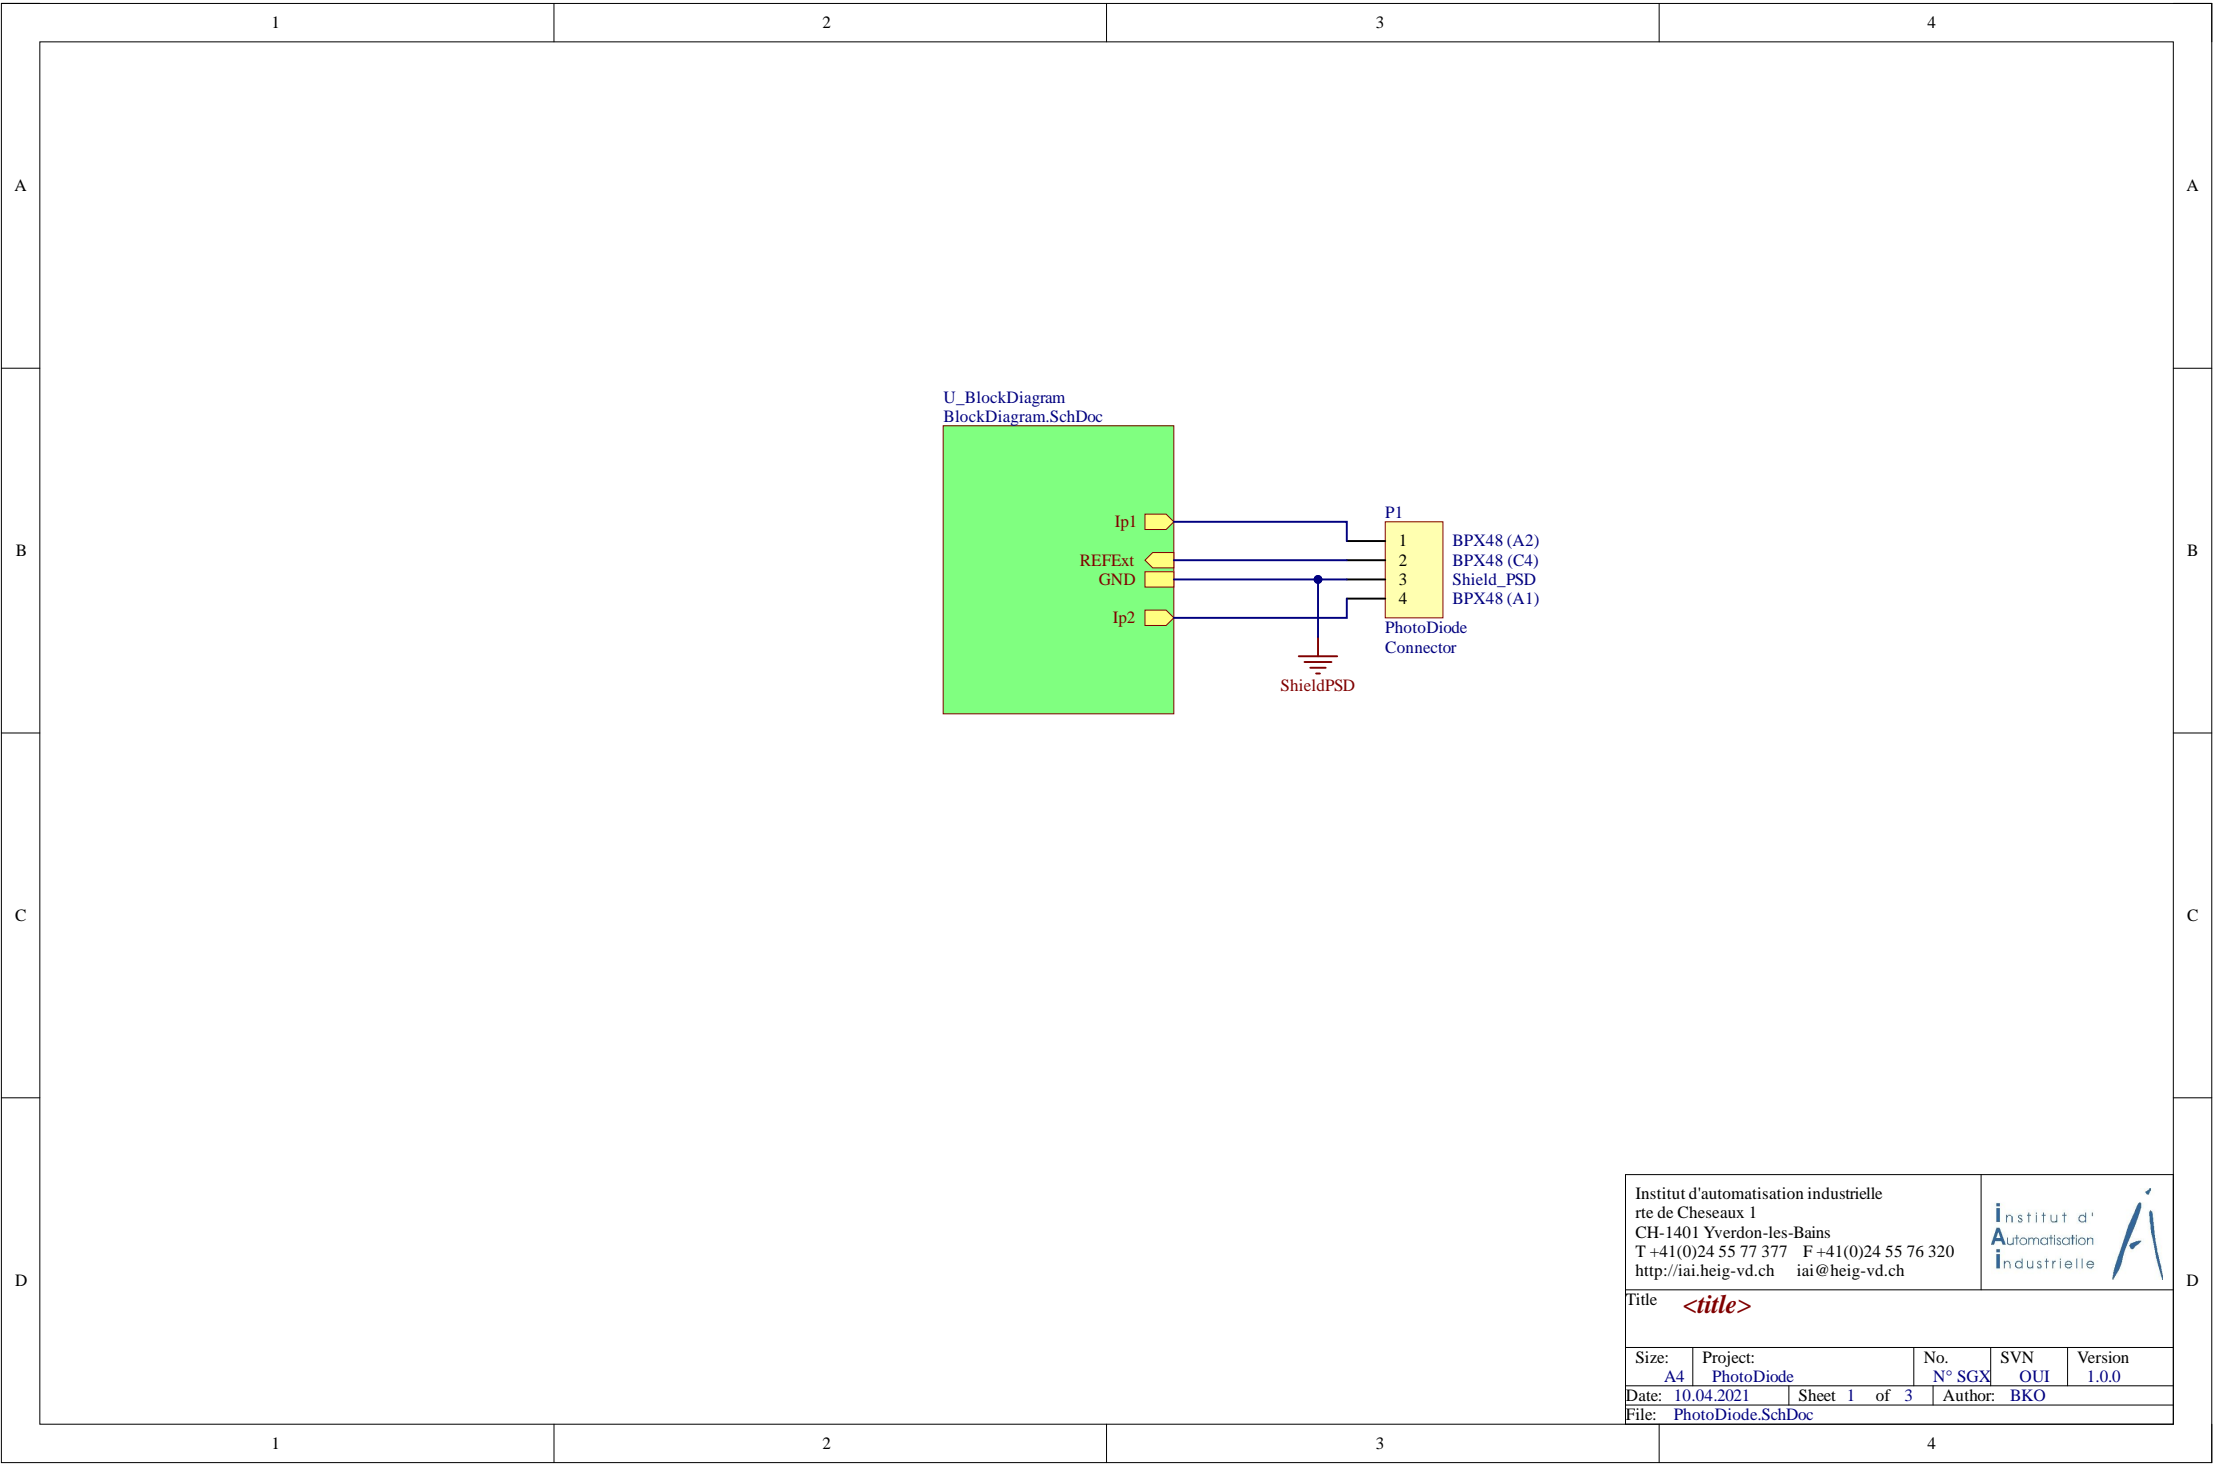 1 2 3 4
A A
U_BlockDiagram
BlockDiagram.SchDoc
Ip1
REFExt
GND
Ip2
P1
1 BPX48 (A2)
2 BPX48 (C4)
3 Shield_PSD
4 BPX48 (A1)
PhotoDiode
Connector
ShieldPSD
B B
C C
D D
Institut d'automatisation industrielle
rte de Cheseaux 1
CH-1401 Yverdon-les-Bains
T +41(0)24 55 77 377 F +41(0)24 55 76 320
http://iai.heig-vd.ch iai@heig-vd.ch
institut d'
Automatisation
industrielle
Title <title>
Size: Project: No. SVN Version
A4 PhotoDiode N° SGX OUI 1.0.0
Date: 10.04.2021 Sheet 1 of 3 Author: BKO
File: PhotoDiode.SchDoc
1 2 3 4